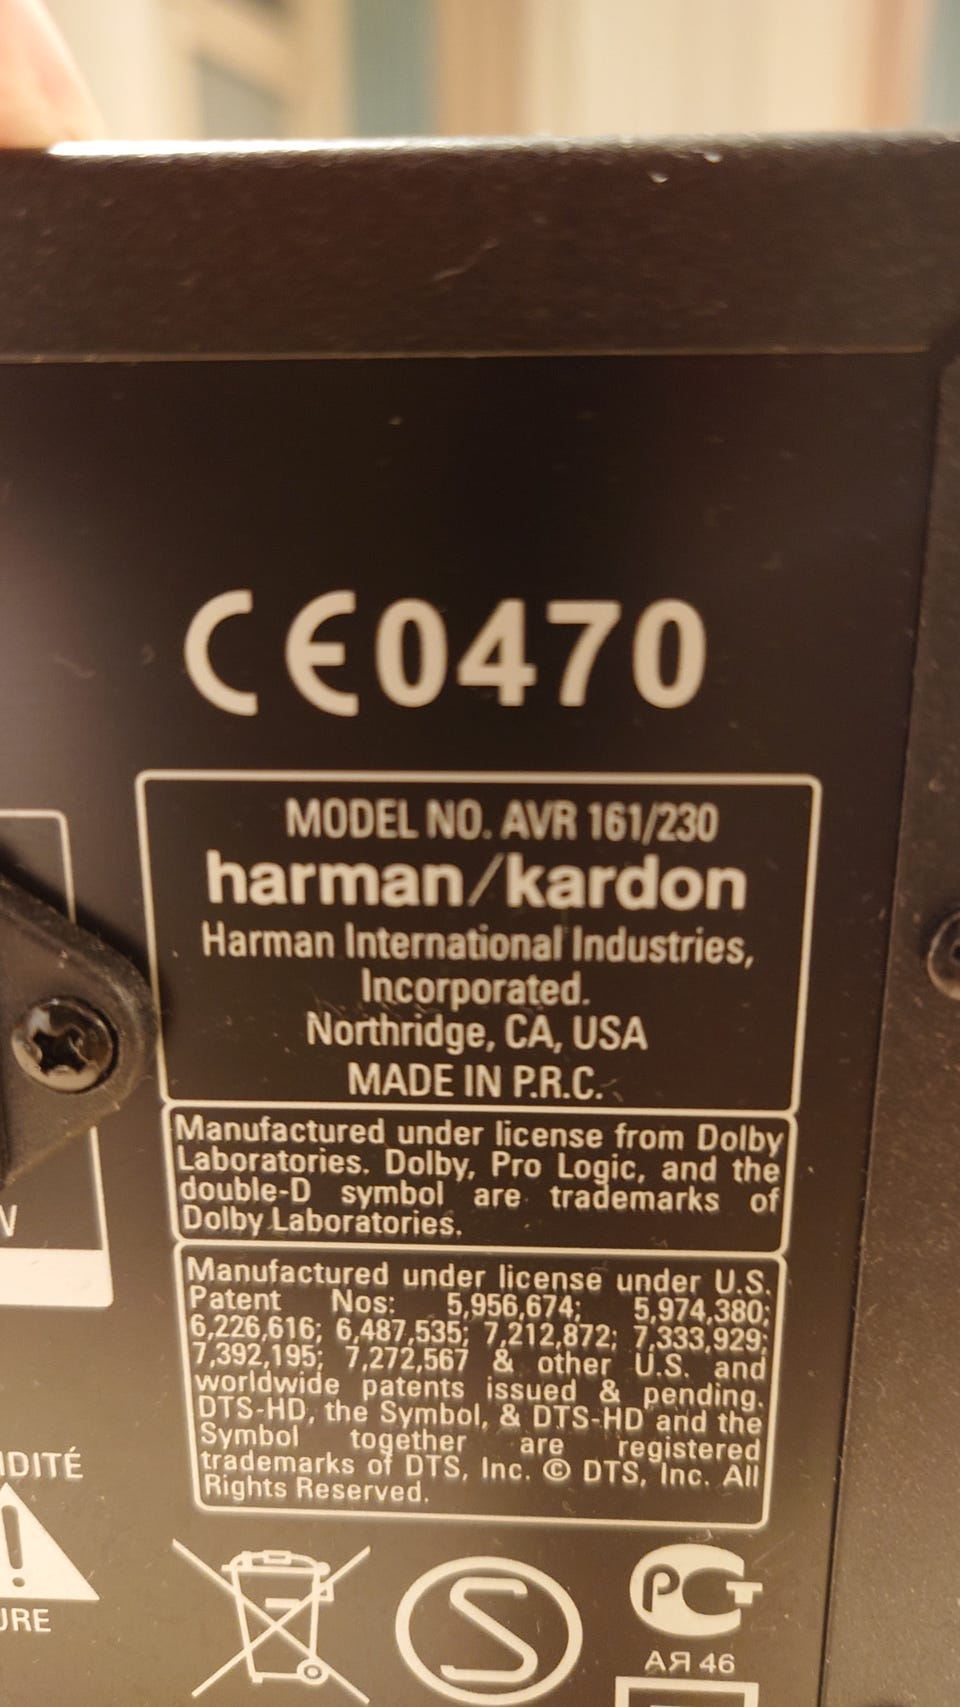 CE0470
MODEL NO. AVR 161/230
harman/kardon
Harman International Industries,
Incorporated.
Northridge, CA, USA
MADE IN P.R.C.
Manufactured under license from Dolby
Laboratories. Dolby, Pro Logic, and the
double-D symbol are trademarks of
Dolby Laboratories.
Manufactured under license under U.S.
Patent Nos: 5,956,674; 5,974,380;
6,226,616; 6,487,535; 7,212,872; 7,333,929;
7,392,195; 7,272,567 & other U.S. and
worldwide patents issued & pending.
DTS-HD, the Symbol, & DTS-HD and the
Symbol together are registered
trademarks of DTS, Inc. © DTS, Inc. All
Rights Reserved.
V
IDITÉ
!
URE
S
РСТ
АЯ 46